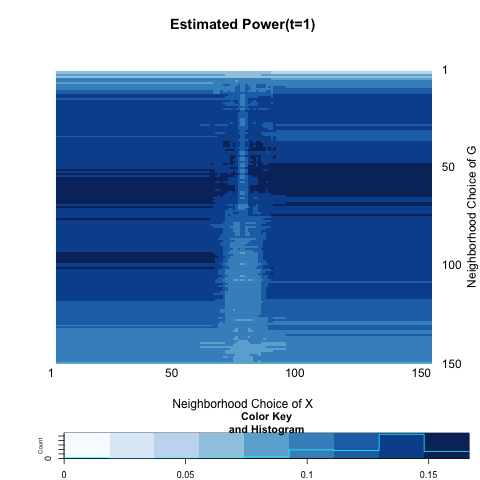 Estimated Power(t=1)
1
50
100
150
Neighborhood Choice of G
1 50 100 150
Neighborhood Choice of X
Color Key
and Histogram
Count
0
0 0.05 0.1 0.15